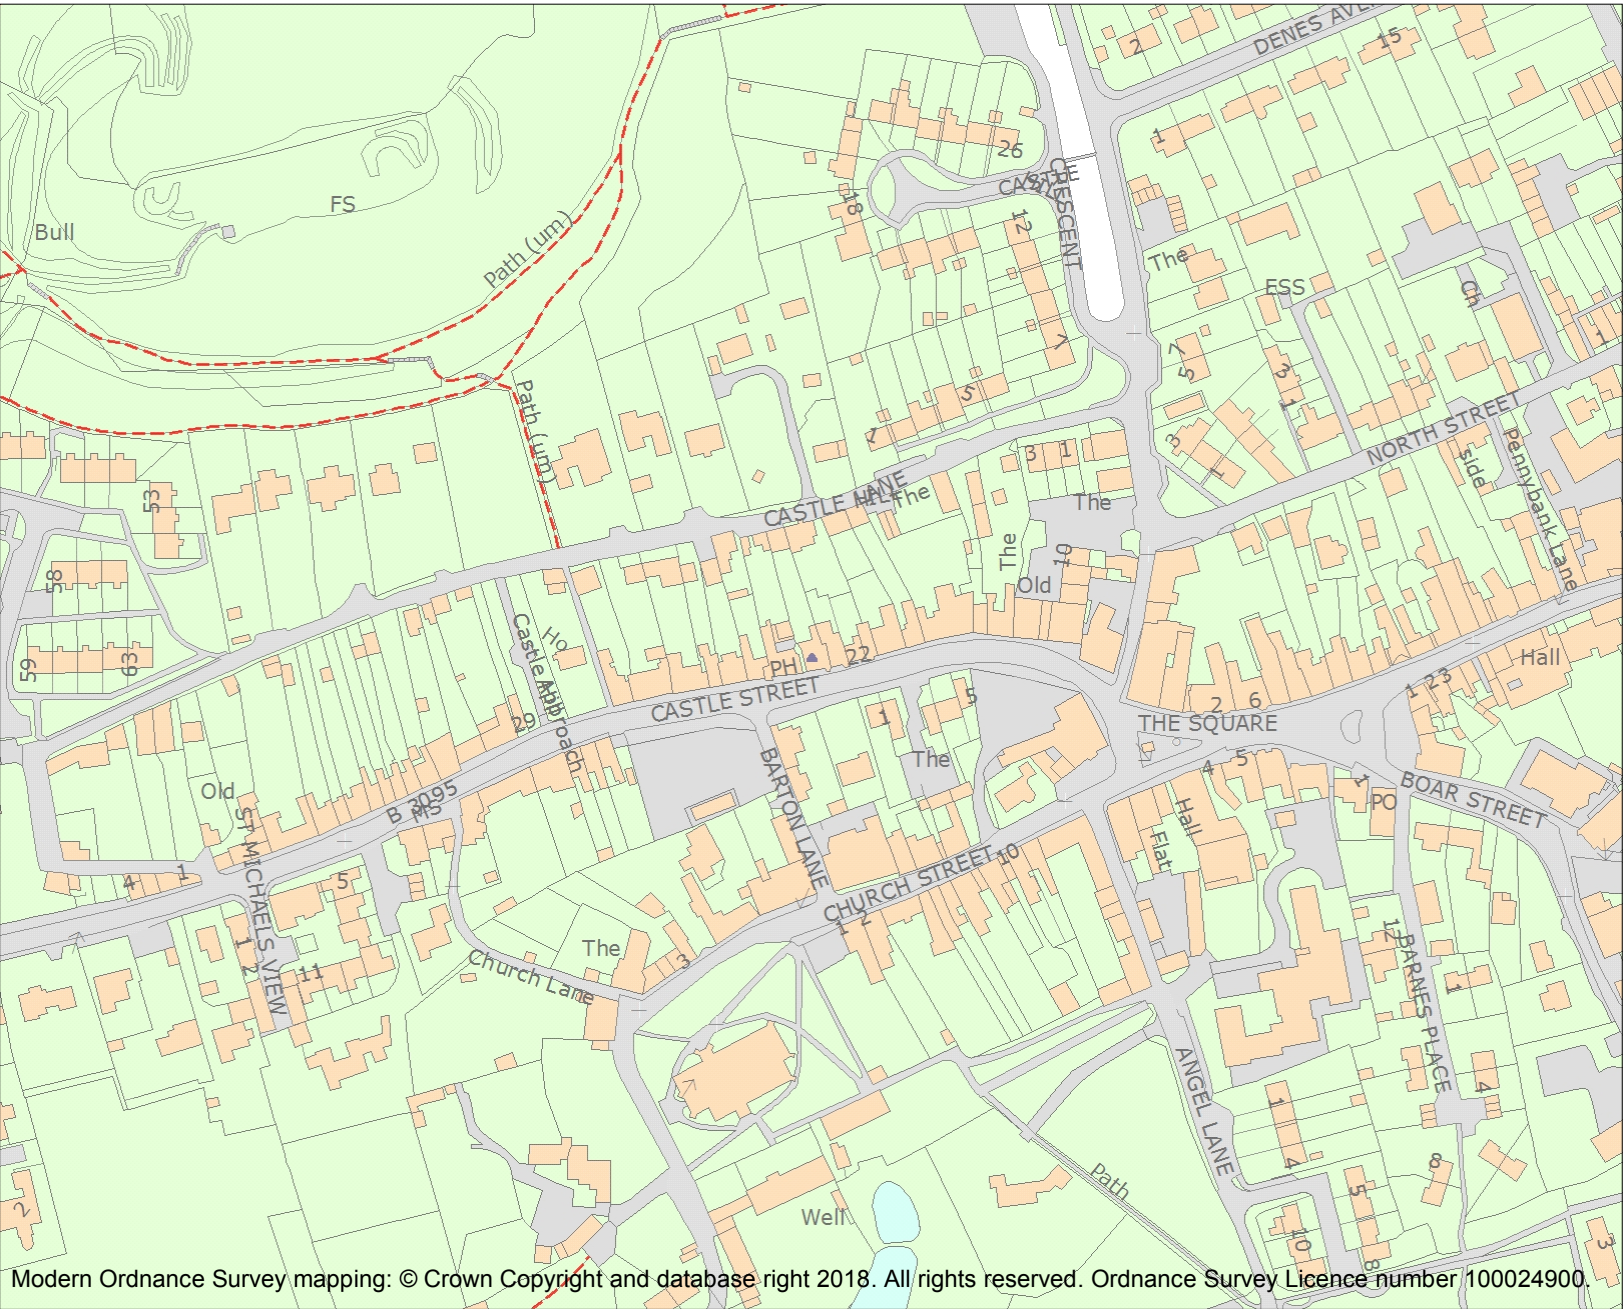 DENES AVE
2
15
1
26
CASTLE
CRESCENT
18
12
FS
Bull
Path (um)
The
ESS
Ch
1
7
57
3
1
5
1
Path (um)
NORTH STREET
3
1
3
1
side
Pennybank Lane
CASTLE LANE
The
The
The
10
Old
53
58
59
63
Castle Approach
Ho
PH
22
CASTLE STREET
29
5
1
The
2
6
THE SQUARE
1
2
3
Hall
4
5
1
PO
BOAR STREET
Hall
Flat
BARTON LANE
Old
B 3095
MS
ST MICHAELS VIEW
4
1
5
CHURCH STREET
10
1
2
1
2
11
The
3
Church Lane
12
BARNES PLACE
1
ANGEL LANE
4
1
4
5
8
10
8
3
Path
Well
2
Modern Ordnance Survey mapping: © Crown Copyright and database right 2018. All rights reserved. Ordnance Survey Licence number 100024900.